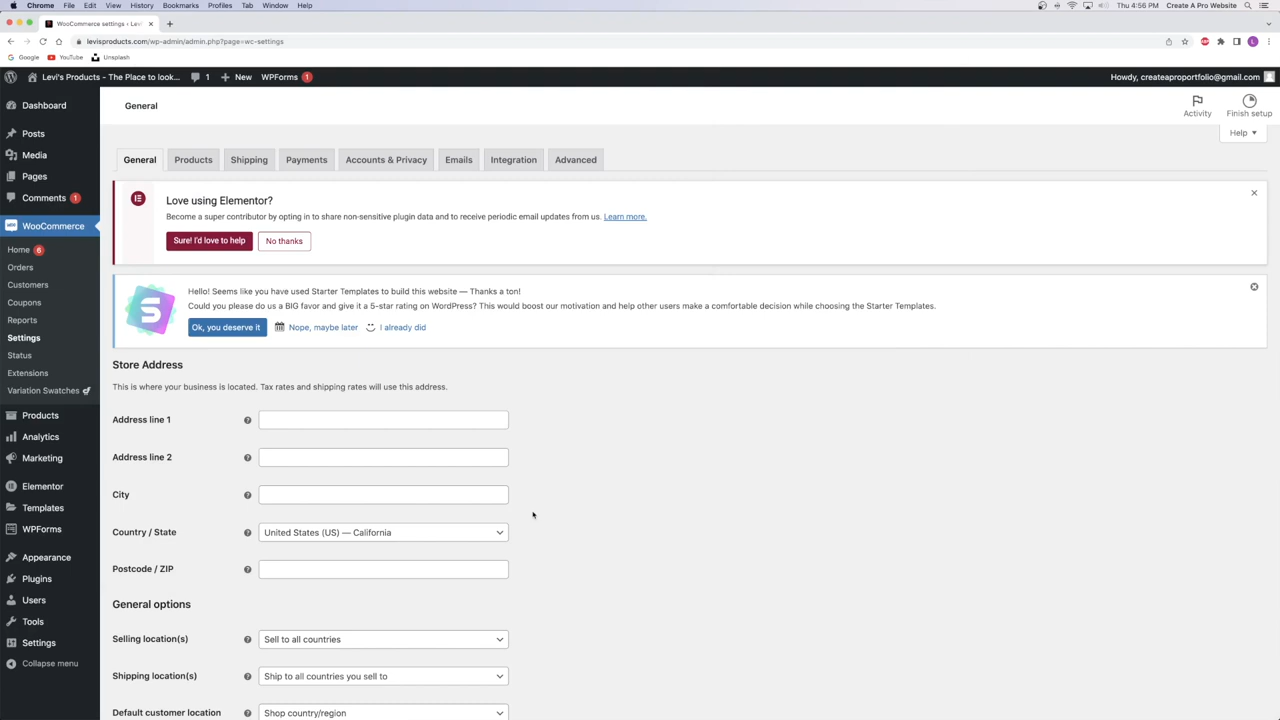 Chrome File Edit View History Bookmarks Profiles Tab Window Help
Thu 4:56 PM Create A Pro Website
WooCommerce settings ‹ Levi
levisproducts.com/wp-admin/admin.php?page=wc-settings
Google YouTube Unsplash
Levi's Products - The Place to look... 1 New WPForms 1
Howdy, createaproportfolio@gmail.com
Dashboard
Posts
Media
Pages
Comments 1
WooCommerce
Home 6
Orders
Customers
Coupons
Reports
Settings
Status
Extensions
Variation Swatches
Products
Analytics
Marketing
Elementor
Templates
WPForms
Appearance
Plugins
Users
Tools
Settings
Collapse menu
General
Activity
Finish setup
Help
General Products Shipping Payments Accounts & Privacy Emails Integration Advanced
Love using Elementor?
Become a super contributor by opting in to share non-sensitive plugin data and to receive periodic email updates from us. Learn more.
Sure! I'd love to help No thanks
Hello! Seems like you have used Starter Templates to build this website — Thanks a ton!
Could you please do us a BIG favor and give it a 5-star rating on WordPress? This would boost our motivation and help other users make a comfortable decision while choosing the Starter Templates.
Ok, you deserve it Nope, maybe later I already did
Store Address
This is where your business is located. Tax rates and shipping rates will use this address.
Address line 1
Address line 2
City
Country / State United States (US) — California
Postcode / ZIP
General options
Selling location(s) Sell to all countries
Shipping location(s) Ship to all countries you sell to
Default customer location Shop country/region